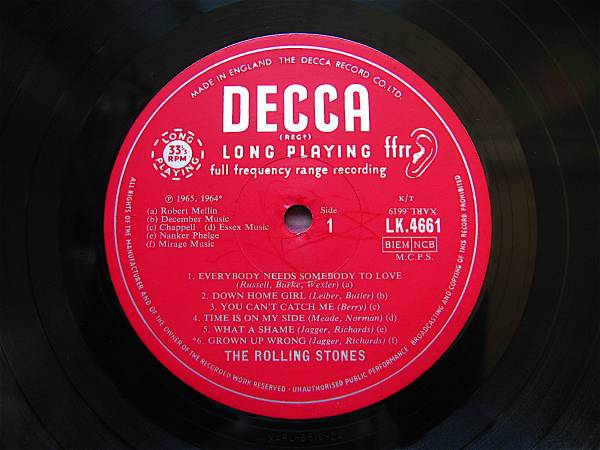 MADE IN ENGLAND · THE DECCA RECORD CO. LTD.
DECCA
(REGD)
LONG PLAYING
ffrr
full frequency range recording
LONG
33⅓
RPM
PLAYING
℗ 1965, 1964*
(a) Robert Mellin
(b) December Music
(c) Chappell (d) Essex Music
(e) Nanker Phelge
(f) Mirage Music
Side
1
K/T
XARL.6619
LK.4661
BIEM NCB
M.C.P.S.
1. EVERYBODY NEEDS SOMEBODY TO LOVE
(Russell, Burke, Wexler) (a)
2. DOWN HOME GIRL (Leiber, Butler) (b)
3. YOU CAN'T CATCH ME (Berry) (c)
4. TIME IS ON MY SIDE (Meade, Norman) (d)
5. WHAT A SHAME (Jagger, Richards) (e)
*6. GROWN UP WRONG (Jagger, Richards) (f)
THE ROLLING STONES
ALL RIGHTS OF THE MANUFACTURER AND OF THE OWNER OF THE RECORDED WORK RESERVED · UNAUTHORISED PUBLIC PERFORMANCE BROADCASTING AND COPYING OF THIS RECORD PROHIBITED